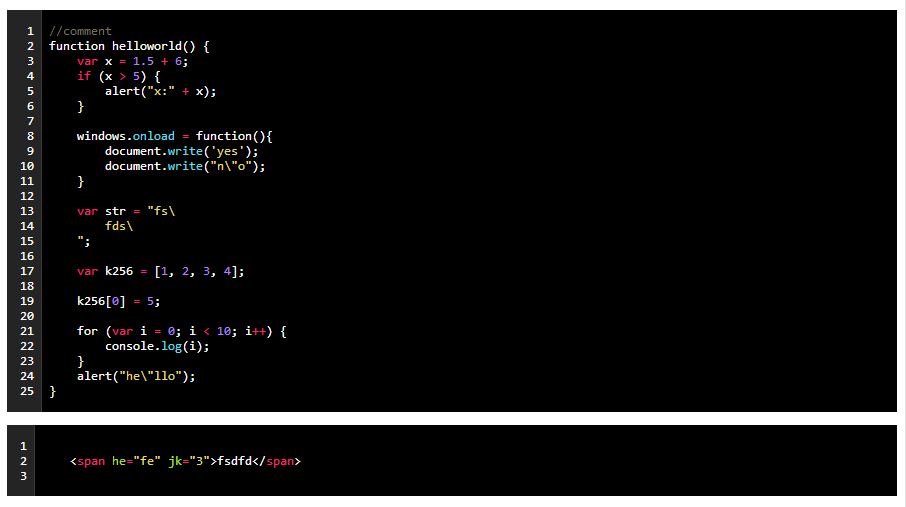 1 //comment
2 function helloworld() {
3     var x = 1.5 + 6;
4     if (x > 5) {
5         alert("x:" + x);
6     }
7
8     windows.onload = function(){
9         document.write('yes');
10         document.write("n\"o");
11     }
12
13     var str = "fs\
14         fds\
15     ";
16
17     var k256 = [1, 2, 3, 4];
18
19     k256[0] = 5;
20
21     for (var i = 0; i < 10; i++) {
22         console.log(i);
23     }
24     alert("he\"llo");
25 }
1
2     <span he="fe" jk="3">fsdfd</span>
3